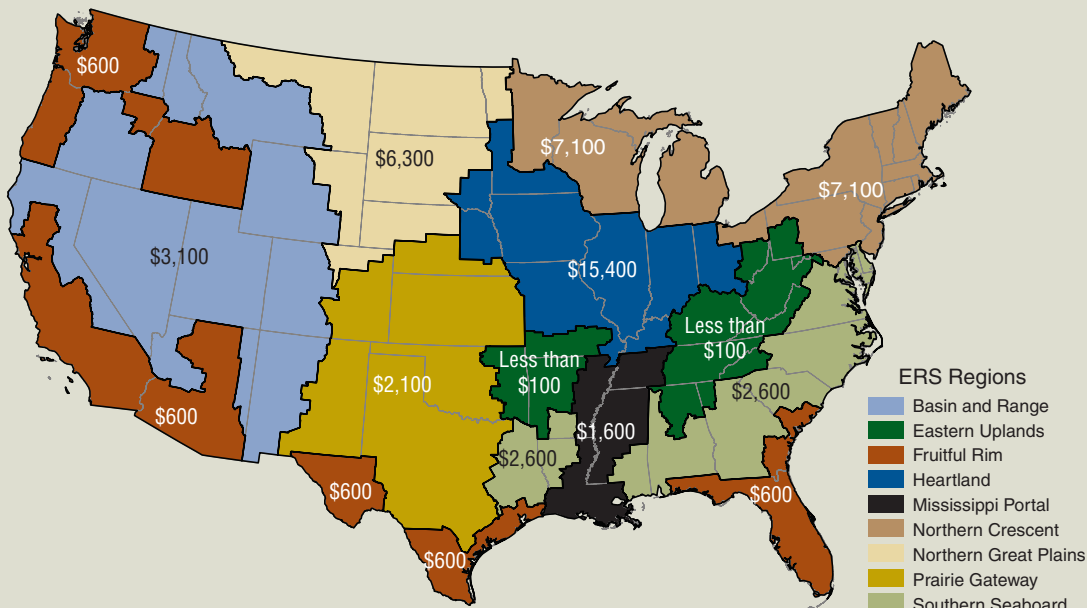 $600
$6,300
$7,100
$7,100
$3,100
$15,400
Less than
$100
Less than
$100
$2,100
$2,600
$600
$1,600
$2,600
$600
$600
$600
ERS Regions
Basin and Range
Eastern Uplands
Fruitful Rim
Heartland
Mississippi Portal
Northern Crescent
Northern Great Plains
Prairie Gateway
Southern Seaboard